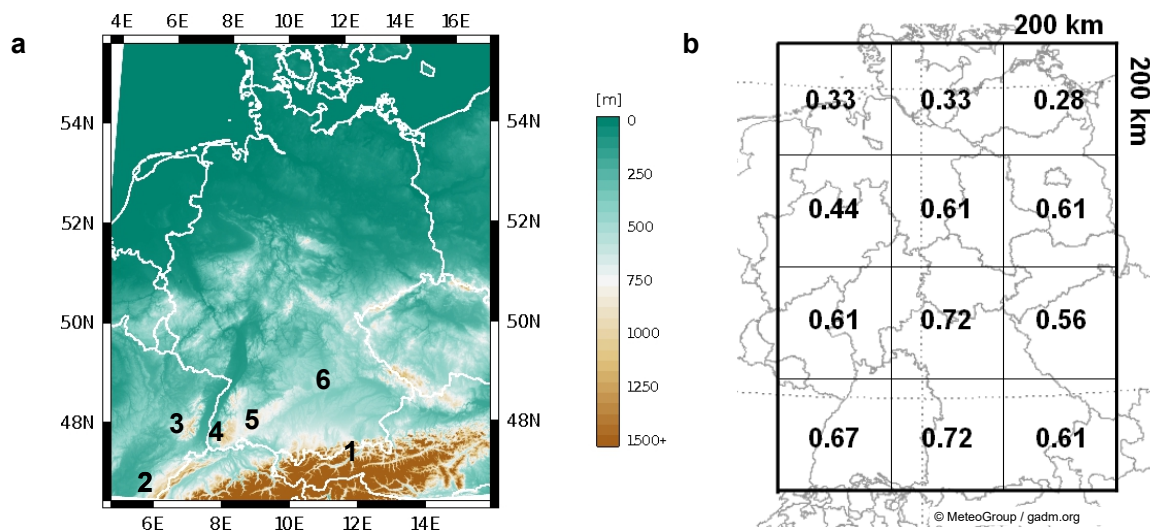 a
4E 6E 8E 10E 12E 14E 16E
54N 54N
52N 52N
50N 50N
48N 48N
6E 8E 10E 12E 14E
1
2
3
4
5
6
[m]
0
250
500
750
1000
1250
1500+
b
200 km
200 km
0.33 0.33 0.28
0.44 0.61 0.61
0.61 0.72 0.56
0.67 0.72 0.61
© MeteoGroup / gadm.org